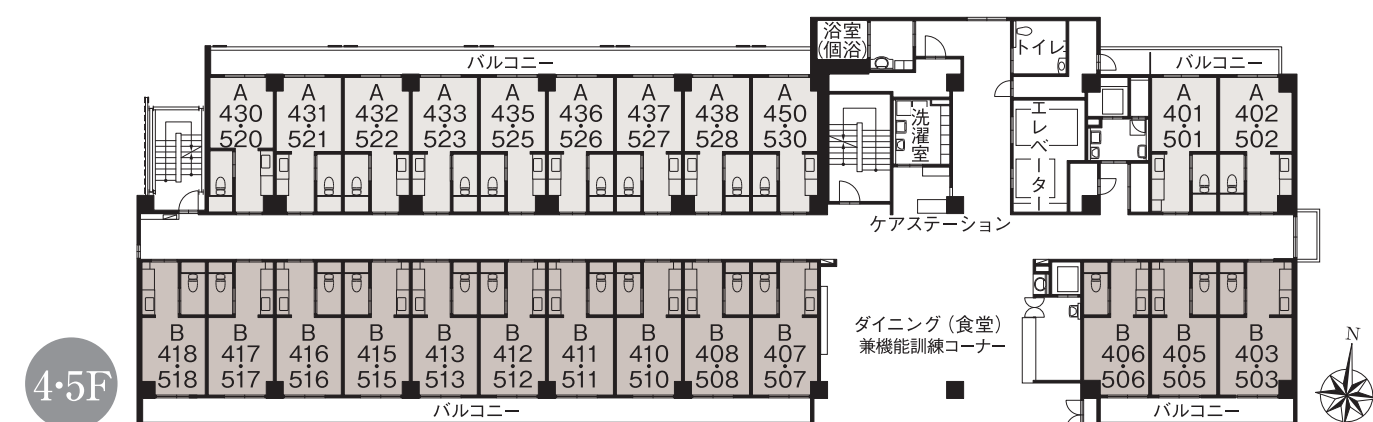 浴室
(個浴)
トイレ
バルコニー
バルコニー
A
430・
520
A
431・
521
A
432・
522
A
433・
523
A
435・
525
A
436・
526
A
437・
527
A
438・
528
A
450・
530
洗濯室
エレベーター
A
401・
501
A
402・
502
ケアステーション
B
418・
518
B
417・
517
B
416・
516
B
415・
515
B
413・
513
B
412・
512
B
411・
511
B
410・
510
B
408・
508
B
407・
507
ダイニング（食堂）
兼機能訓練コーナー
B
406・
506
B
405・
505
B
403・
503
バルコニー
バルコニー
4・5F
N